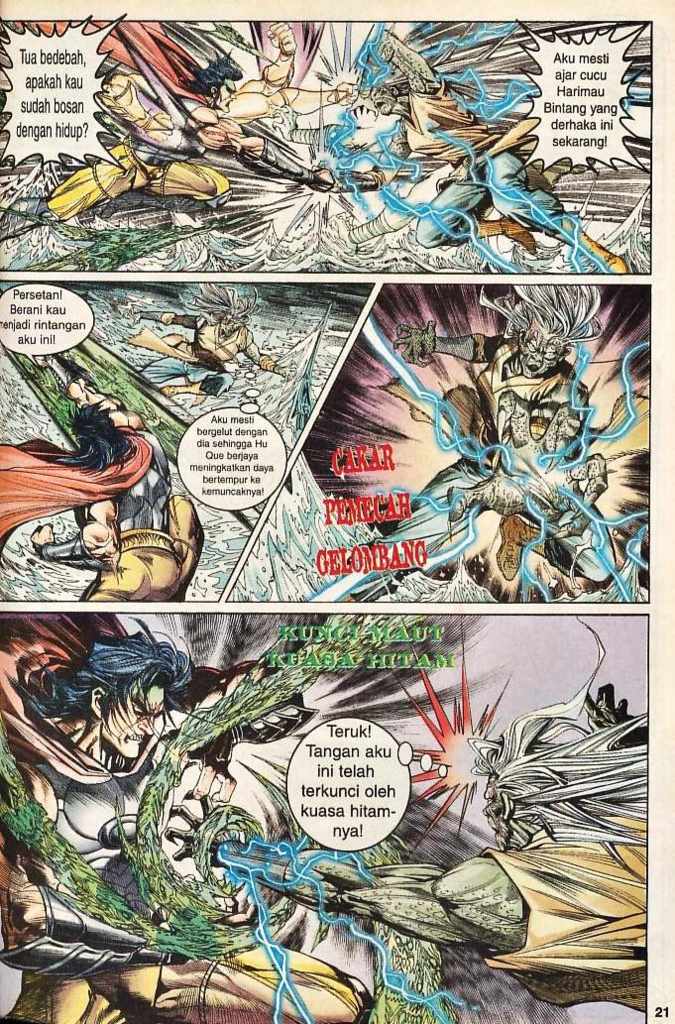 Tua bedebah,
apakah kau
sudah bosan
dengan hidup?
Aku mesti
ajar cucu
Harimau
Bintang yang
derhaka ini
sekarang!
Persetan!
Berani kau
menjadi rintangan
aku ini!
Aku mesti
bergelut dengan
dia sehingga Hu
Que berjaya
meningkatkan daya
bertempur ke
kemuncaknya!
CAKAR
PEMECAH
GELOMBANG
KUNCI MAUT
KUASA HITAM
Teruk!
Tangan aku
ini telah
terkunci oleh
kuasa hitam-
nya!
21